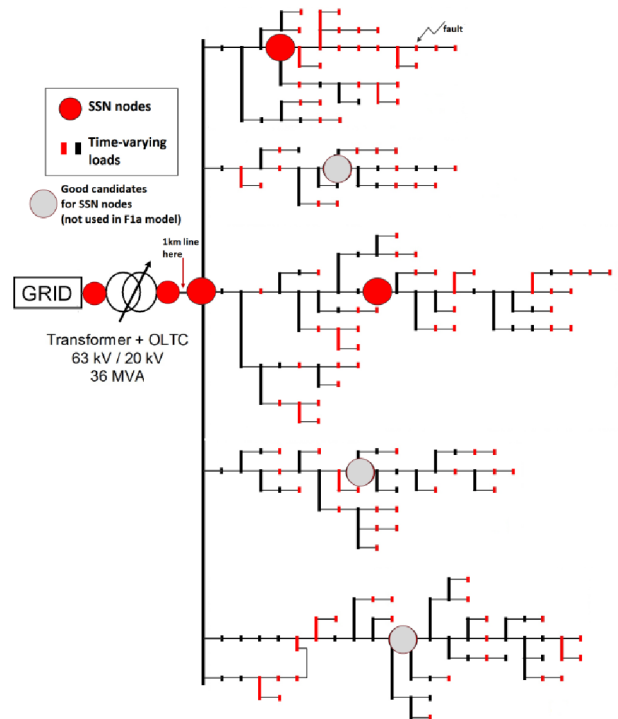 fault
SSN nodes
Time-varying
loads
Good candidates
for SSN nodes
(not used in F1a model)
1km line
here
GRID
Transformer + OLTC
63 kV / 20 kV
36 MVA